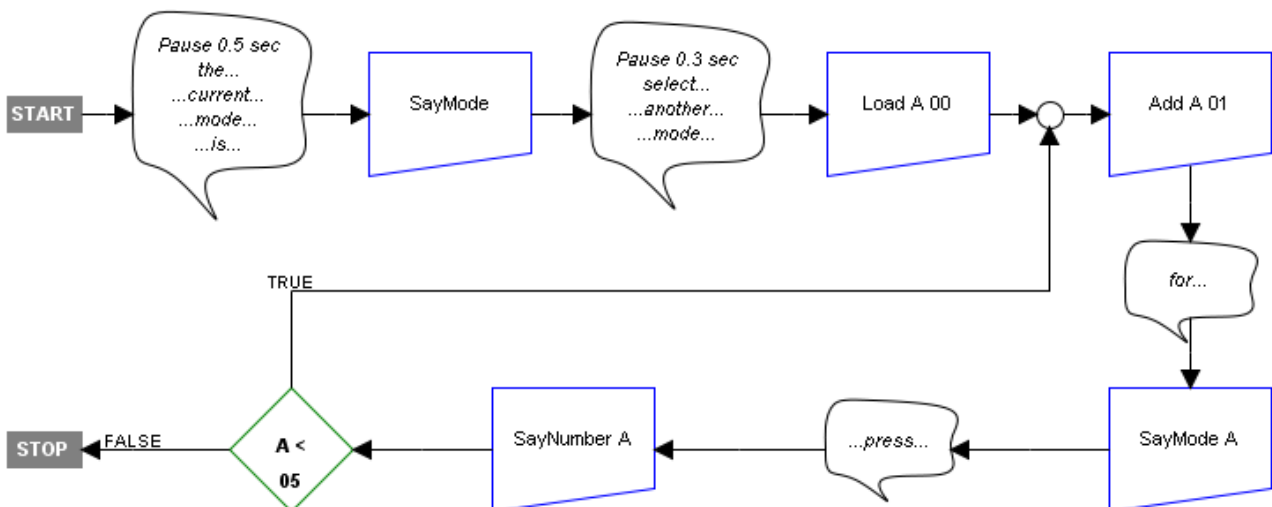 START
Pause 0.5 sec
the...
...current...
...mode...
...is...
SayMode
Pause 0.3 sec
select...
...another...
...mode...
Load A 00
Add A 01
for...
SayMode A
...press...
SayNumber A
A <
05
TRUE
FALSE
STOP